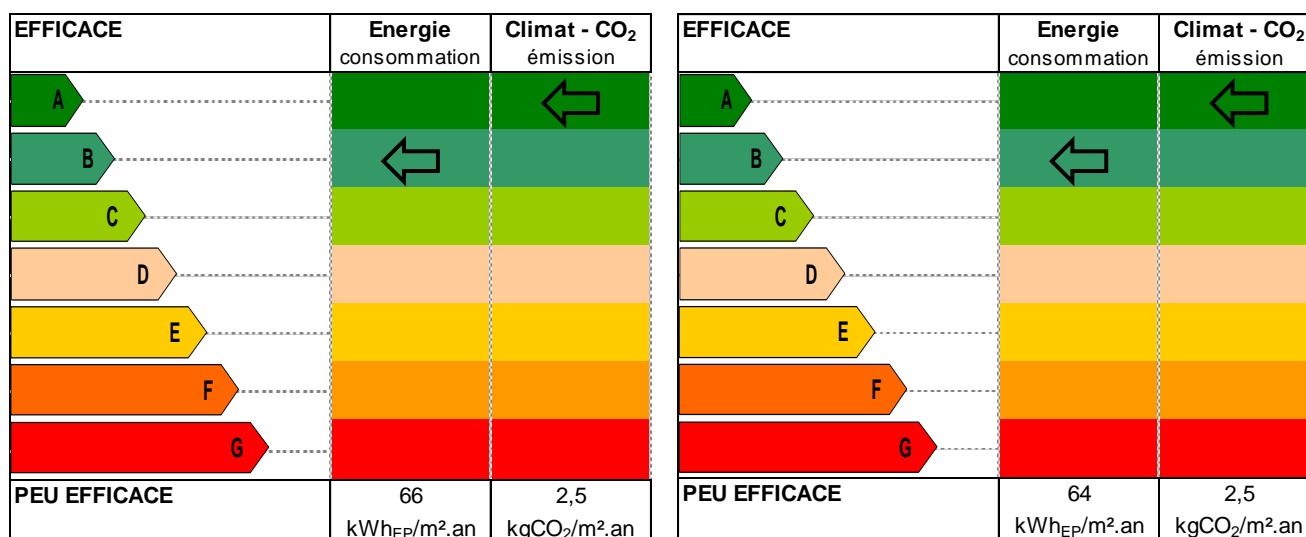 EFFICACE Energie Climat - CO₂
consommation émission
A
B
C
D
E
F
G
PEU EFFICACE 66 2,5
kWhEP/m².an kgCO₂/m².an
EFFICACE Energie Climat - CO₂
consommation émission
A
B
C
D
E
F
G
PEU EFFICACE 64 2,5
kWhEP/m².an kgCO₂/m².an